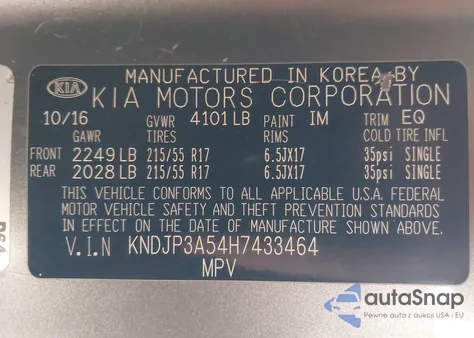 MANUFACTURED IN KOREA BY
KIA KIA MOTORS CORPORATION
10/16 GVWR 4101 LB PAINT IM TRIM EQ
GAWR TIRES RIMS COLD TIRE INFL
FRONT 2249 LB 215/55 R17 6.5JX17 35psi SINGLE
REAR 2028 LB 215/55 R17 6.5JX17 35psi SINGLE
THIS VEHICLE CONFORMS TO ALL APPLICABLE U.S.A. FEDERAL
MOTOR VEHICLE SAFETY AND THEFT PREVENTION STANDARDS
IN EFFECT ON THE DATE OF MANUFACTURE SHOWN ABOVE.
V.I.N KNDJP3A54H7433464
MPV
autoSnap
Pewne auta z USA i EU